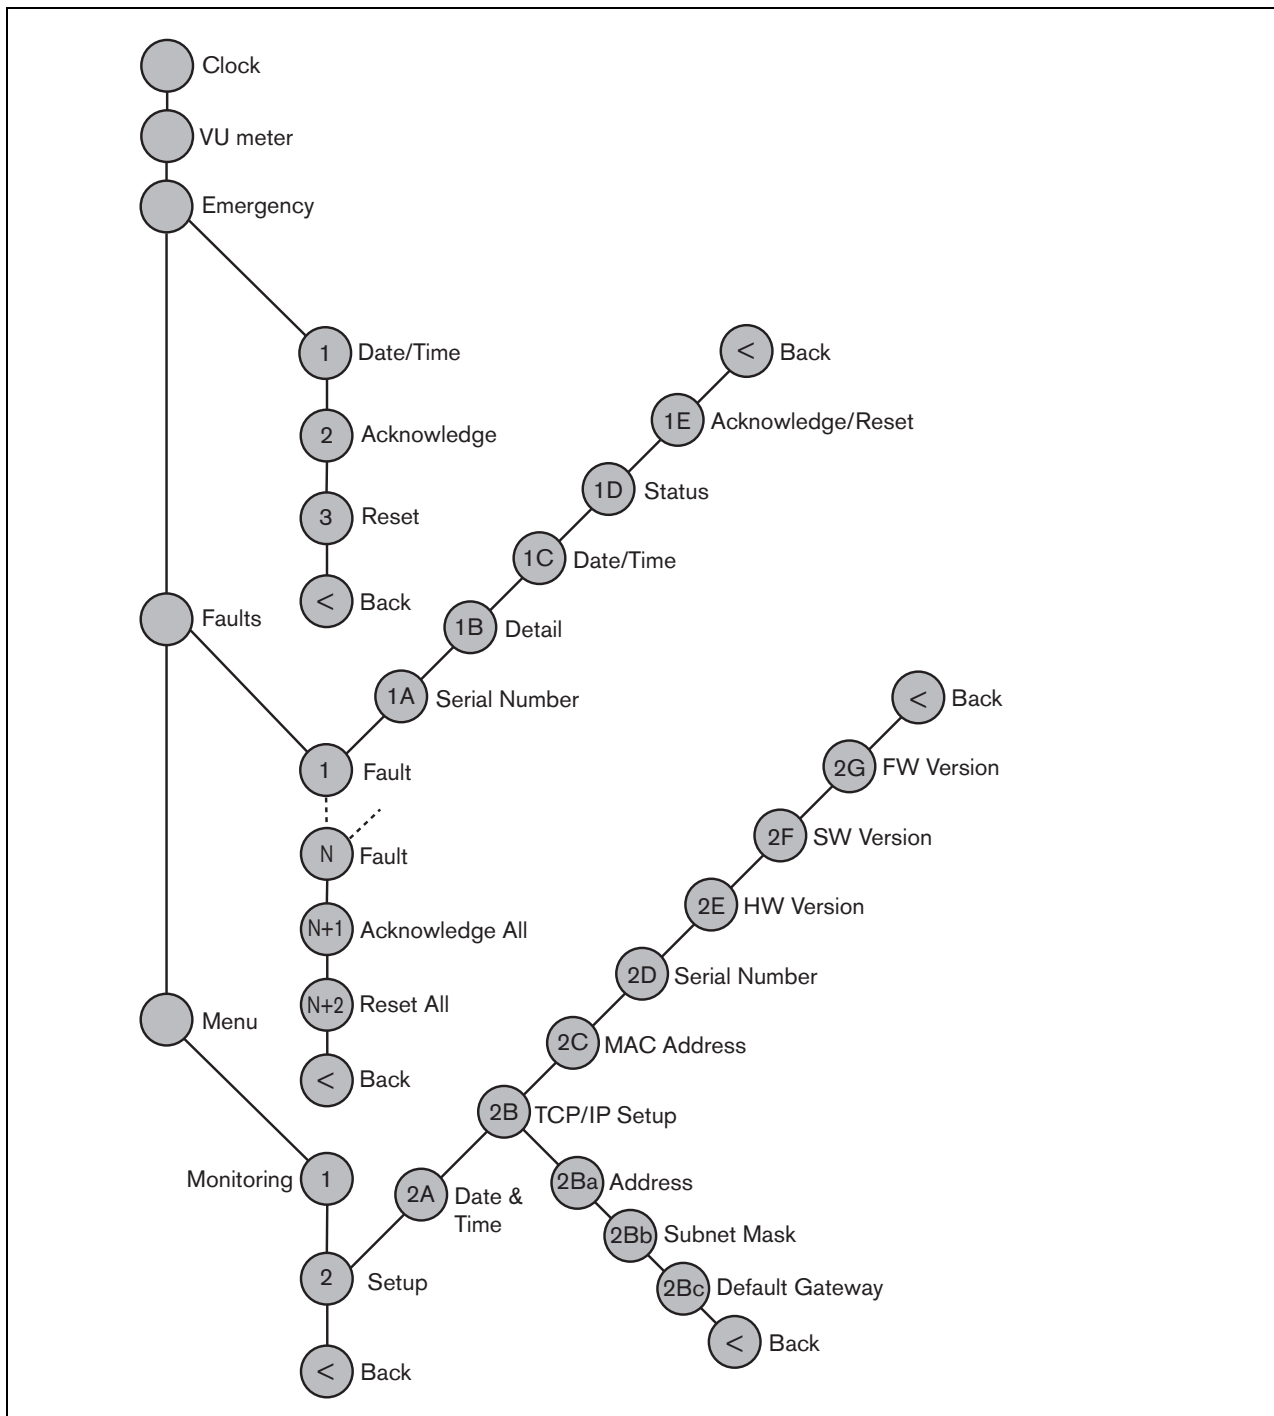 Clock
VU meter
Emergency
1 Date/Time
< Back
2 Acknowledge
1E Acknowledge/Reset
1D Status
3 Reset
1C Date/Time
< Back
Faults
1B Detail
1A Serial Number
< Back
1 Fault
2G FW Version
2F SW Version
N Fault
2E HW Version
N+1 Acknowledge All
2D Serial Number
N+2 Reset All
Menu
2C MAC Address
< Back
2B TCP/IP Setup
Monitoring 1
2Ba Address
2A Date &
Time
2Bb Subnet Mask
2 Setup
2Bc Default Gateway
< Back
< Back